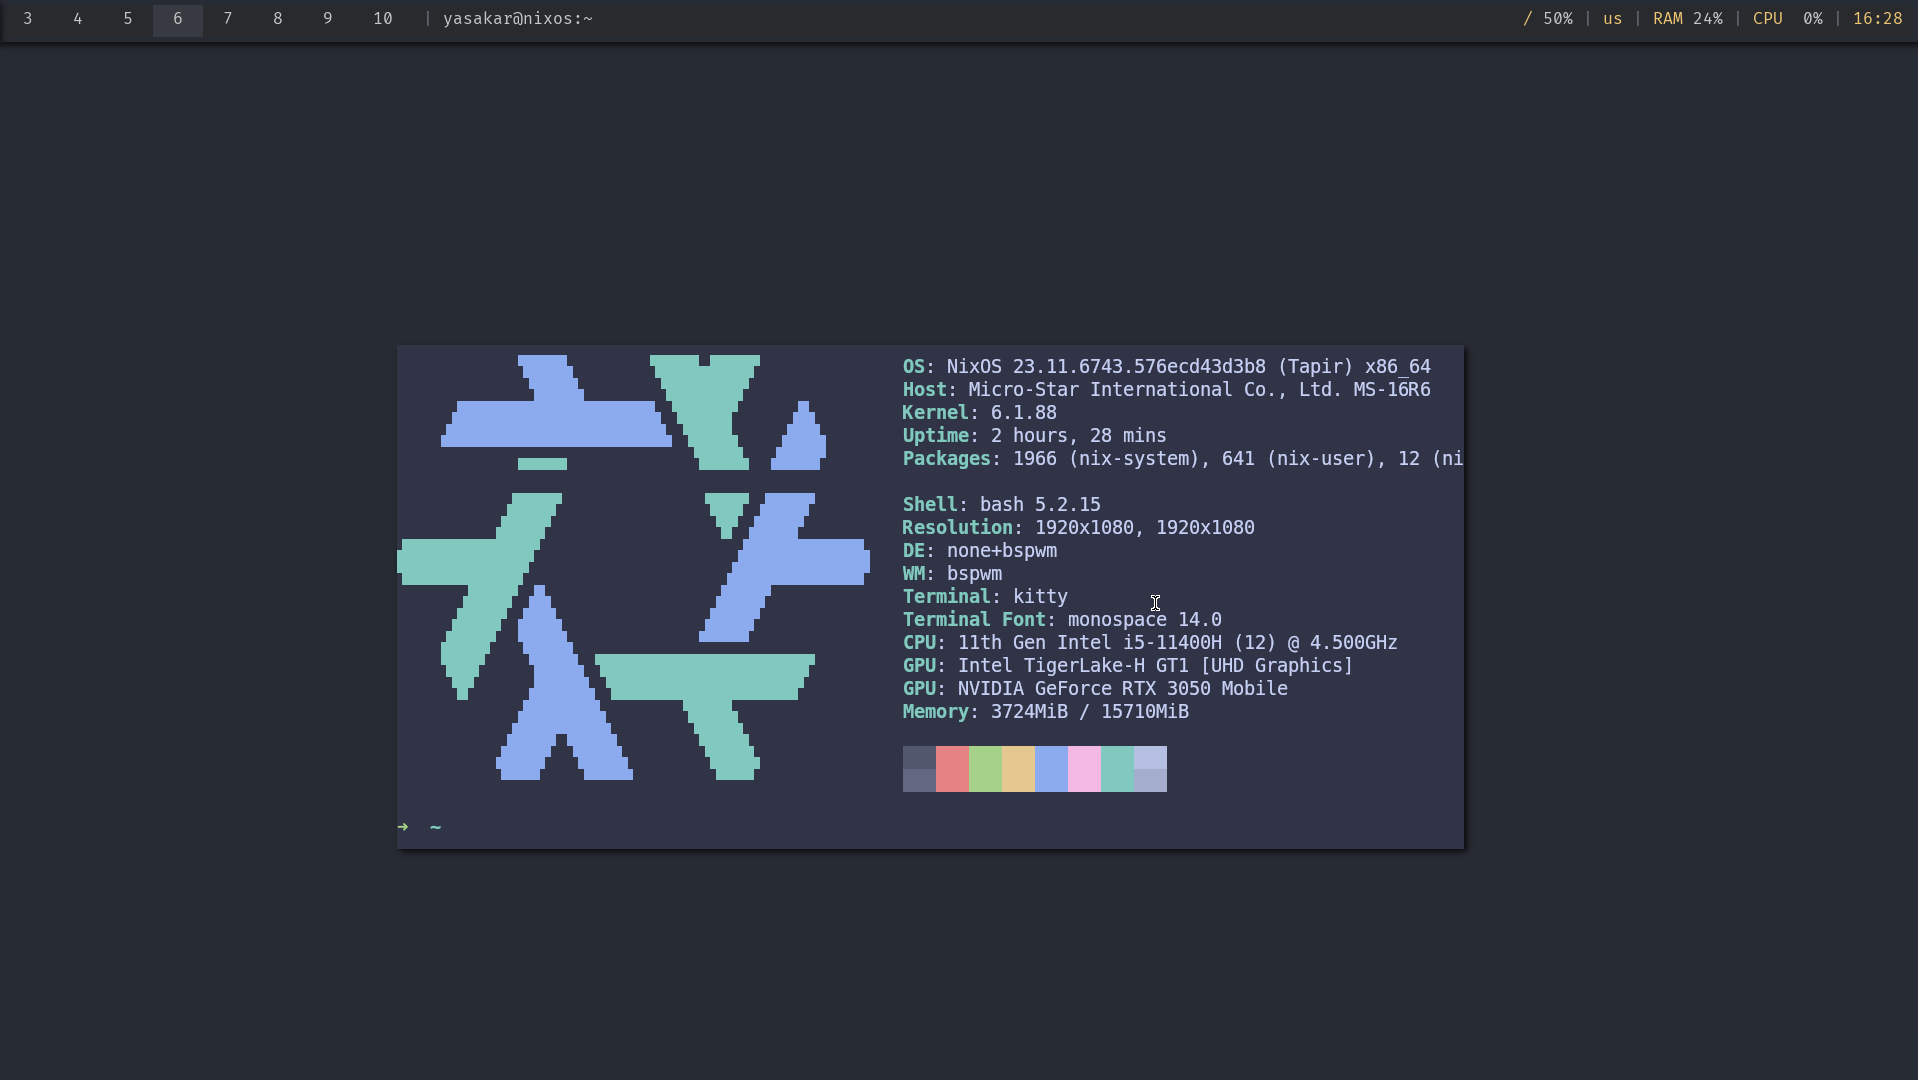 3 4 5 6 7 8 9 10 | yasakar@nixos:~ / 50% | us | RAM 24% | CPU 0% | 16:28
OS: NixOS 23.11.6743.576ecd43d3b8 (Tapir) x86_64
Host: Micro-Star International Co., Ltd. MS-16R6
Kernel: 6.1.88
Uptime: 2 hours, 28 mins
Packages: 1966 (nix-system), 641 (nix-user), 12 (ni
Shell: bash 5.2.15
Resolution: 1920x1080, 1920x1080
DE: none+bspwm
WM: bspwm
Terminal: kitty
Terminal Font: monospace 14.0
CPU: 11th Gen Intel i5-11400H (12) @ 4.500GHz
GPU: Intel TigerLake-H GT1 [UHD Graphics]
GPU: NVIDIA GeForce RTX 3050 Mobile
Memory: 3724MiB / 15710MiB
➜ ~